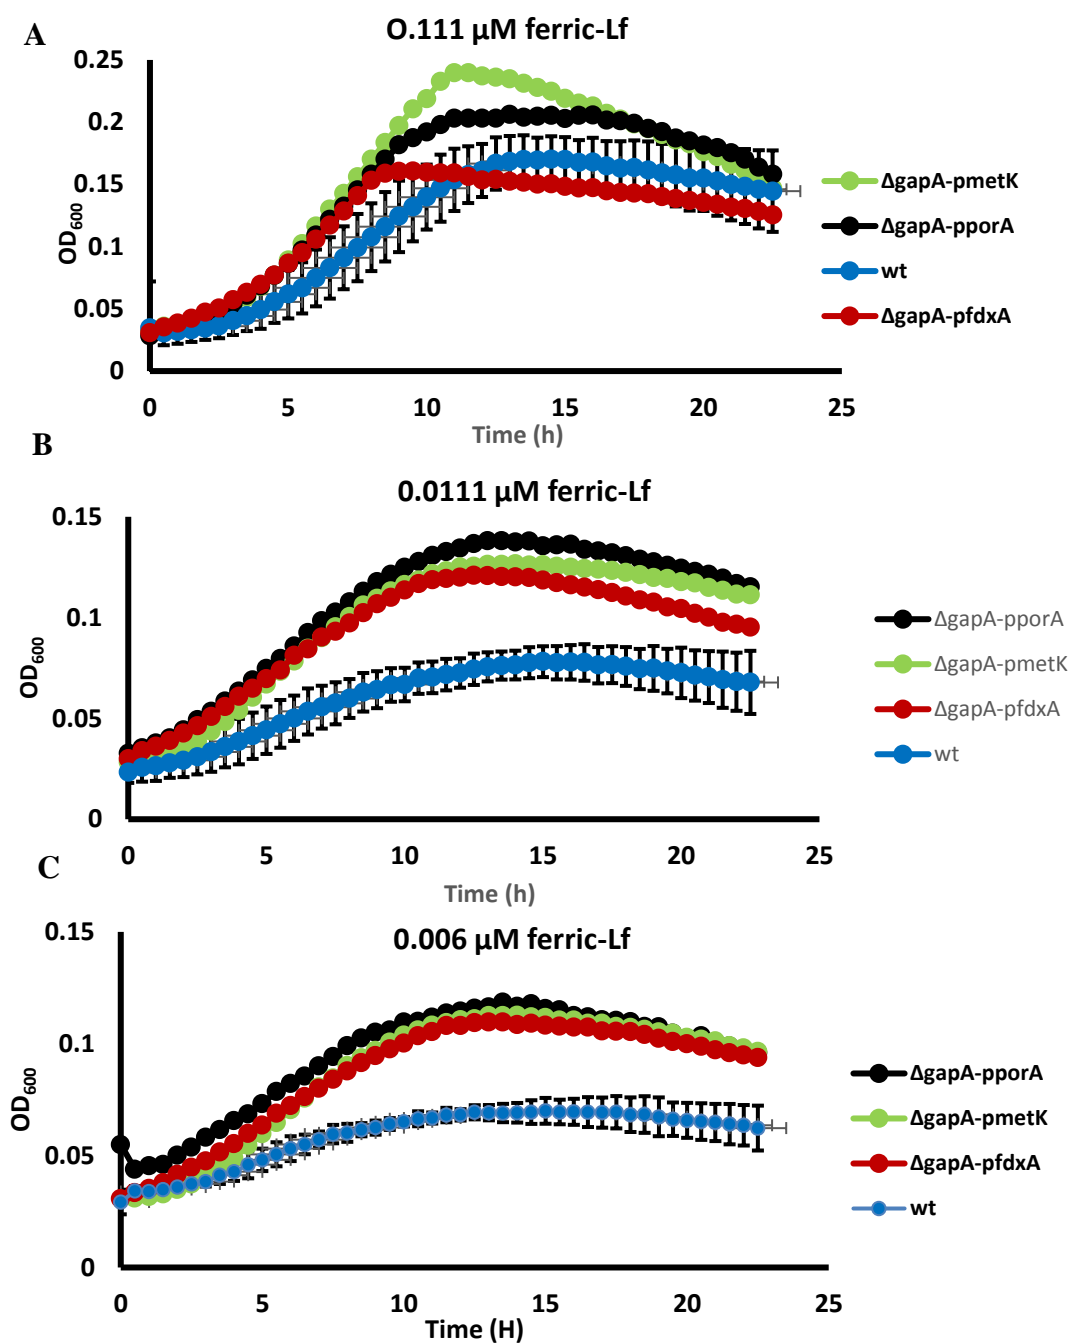 A
O.111 µM ferric-Lf
0.25
0.2
0.15
0.1
0.05
0
OD600
0 5 10 15 20 25
Time (h)
ΔgapA-pmetK
ΔgapA-pporA
wt
ΔgapA-pfdxA
B
0.0111 µM ferric-Lf
0.15
0.1
0.05
0
OD600
0 5 10 15 20 25
Time (h)
ΔgapA-pporA
ΔgapA-pmetK
ΔgapA-pfdxA
wt
C
0.006 µM ferric-Lf
0.15
0.1
0.05
0
OD600
0 5 10 15 20 25
Time (H)
ΔgapA-pporA
ΔgapA-pmetK
ΔgapA-pfdxA
wt